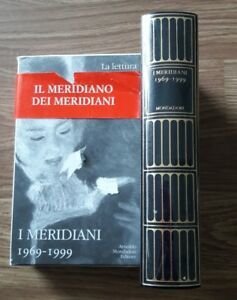 La lettura
IL MERIDIANO
DEI MERIDIANI
I MERIDIANI
1969-1999
Arnoldo
Mondadori
Editore
I MERIDIANI
1969-1999
MONDADORI